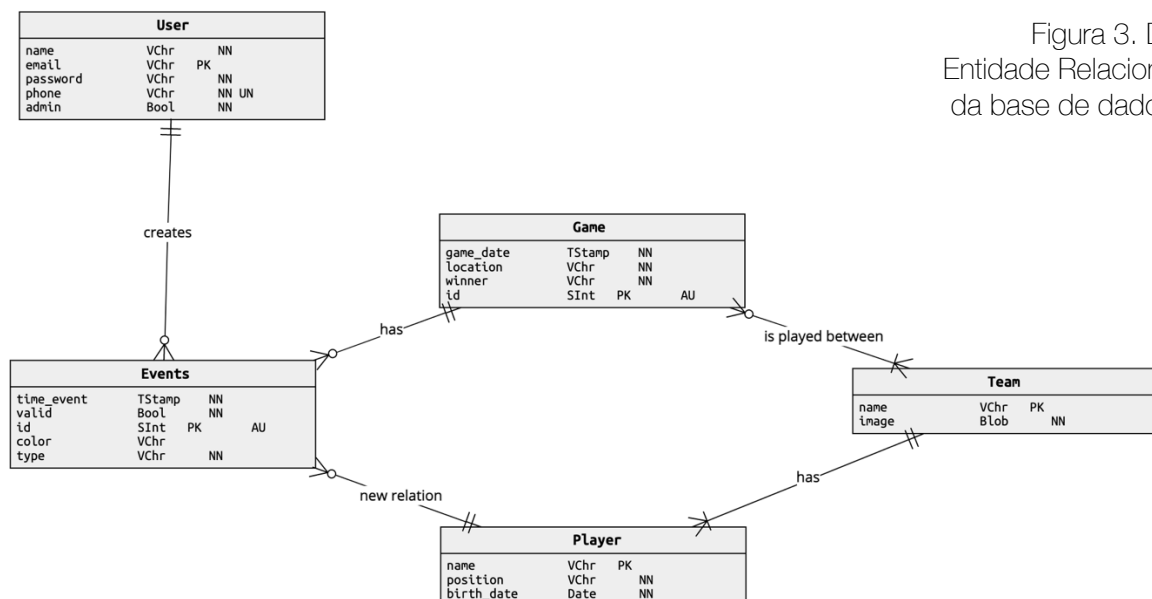 User
name VChr NN
email VChr PK
password VChr NN
phone VChr NN UN
admin Bool NN
Figura 3.
Entidade
da base de
creates
Game
game_date TStamp NN
location VChr NN
winner VChr NN
id SInt PK AU
has
is played between
Events
time_event TStamp NN
valid Bool NN
id SInt PK AU
color VChr
type VChr NN
Team
name VChr PK
image Blob NN
has
new relation
Player
name VChr PK
position VChr NN
birth_date Date NN